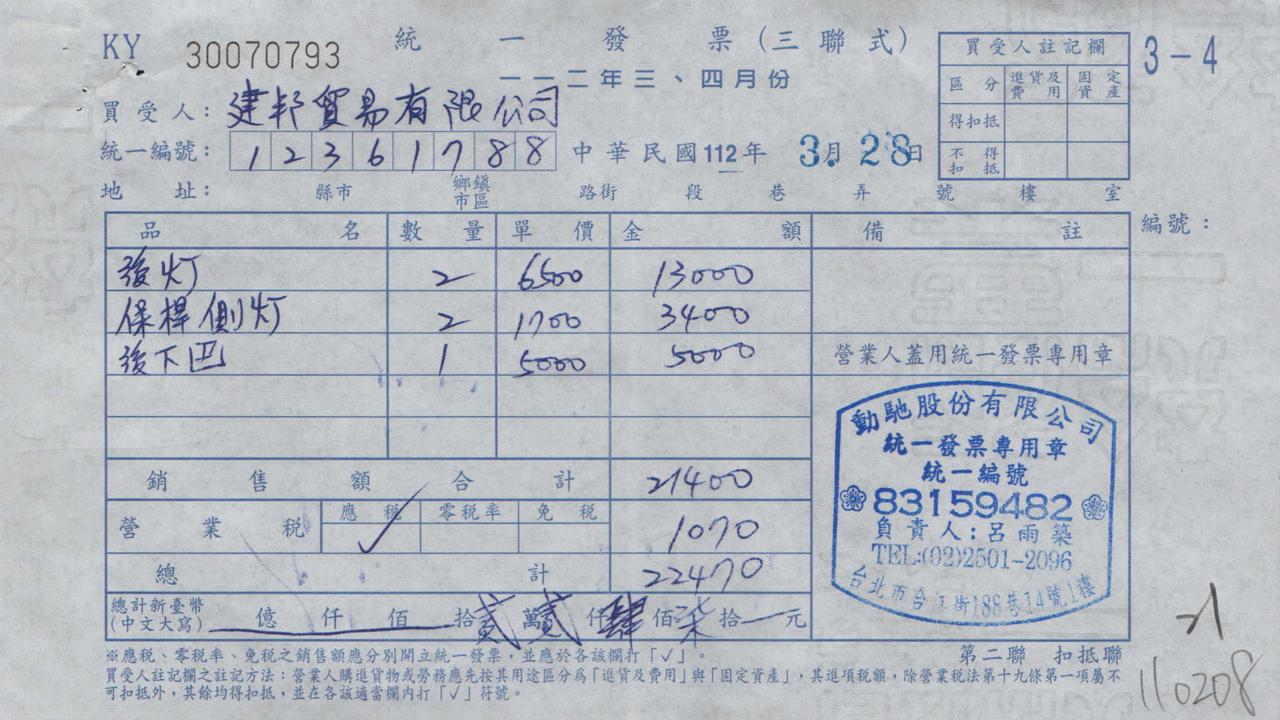 KY 30070793 統一發票(三聯式) 3-4
一一二年三、四月份
買受人: 建邦貿易有限公司
統一編號: 12361788 中華民國112年 3.月28日
地址: 縣市 鄉鎮市區 路街 段 巷 弄 號 樓 室
買受人註記欄
區分 進貨及費用 固定資產
得扣抵
不得扣抵
編號:
品名 數量 單價 金額 備註
後灯 2 6500 13000
保桿側灯 2 1700 3400
後下巴 1 5000 5000
營業人蓋用統一發票專用章
銷售額合計 21400
營業稅 應稅 ✓ 零稅率 免稅 1070
總計 22470
總計新臺幣
(中文大寫) 億 仟 佰 拾貳萬貳仟肆佰柒拾 元
動馳股份有限公司
統一發票專用章
統一編號
83159482
負責人:呂雨築
TEL:(02)2501-2096
台北市合江街188巷14號1樓
※應稅、零稅率、免稅之銷售額應分別開立統一發票,並應於各該欄打「✓」。
第二聯 扣抵聯
買受人註記欄之註記方法:營業人購進貨物或勞務應先按其用途區分為「進貨及費用」與「固定資產」,其進項稅額,除營業稅法第十九條第一項屬不
可扣抵外,其餘均得扣抵,並在各該適當欄內打「✓」符號。
-1
110208